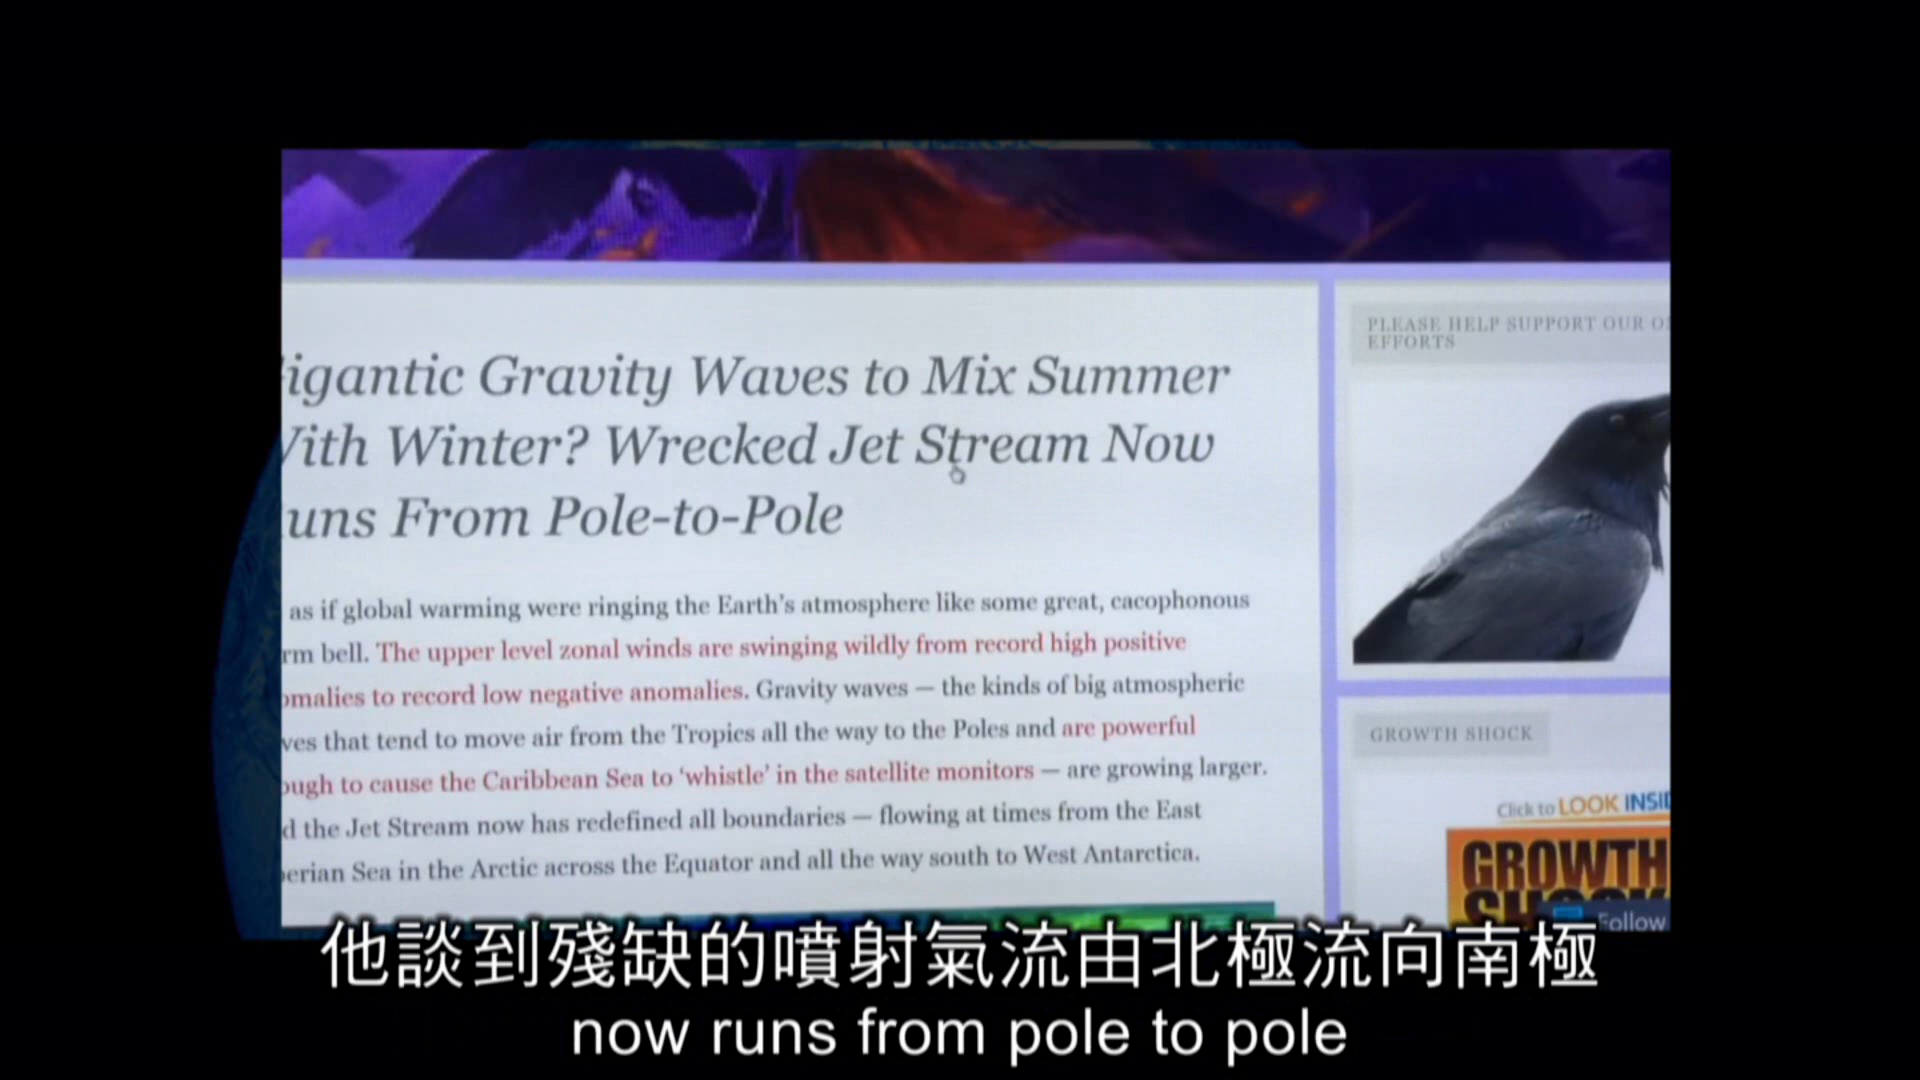 igantic Gravity Waves to Mix Summer
ith Winter? Wrecked Jet Stream Now
uns From Pole-to-Pole
as if global warming were ringing the Earth's atmosphere like some great, cacophonous
rm bell. The upper level zonal winds are swinging wildly from record high positive
omalies to record low negative anomalies. Gravity waves — the kinds of big atmospheric
ves that tend to move air from the Tropics all the way to the Poles and are powerful
ough to cause the Caribbean Sea to 'whistle' in the satellite monitors — are growing larger.
d the Jet Stream now has redefined all boundaries — flowing at times from the East
erian Sea in the Arctic across the Equator and all the way south to West Antarctica.
PLEASE HELP SUPPORT OUR O
EFFORTS
GROWTH SHOCK
Click to LOOK INSID
GROWTH
SHOCK
Follow
他談到殘缺的噴射氣流由北極流向南極
now runs from pole to pole